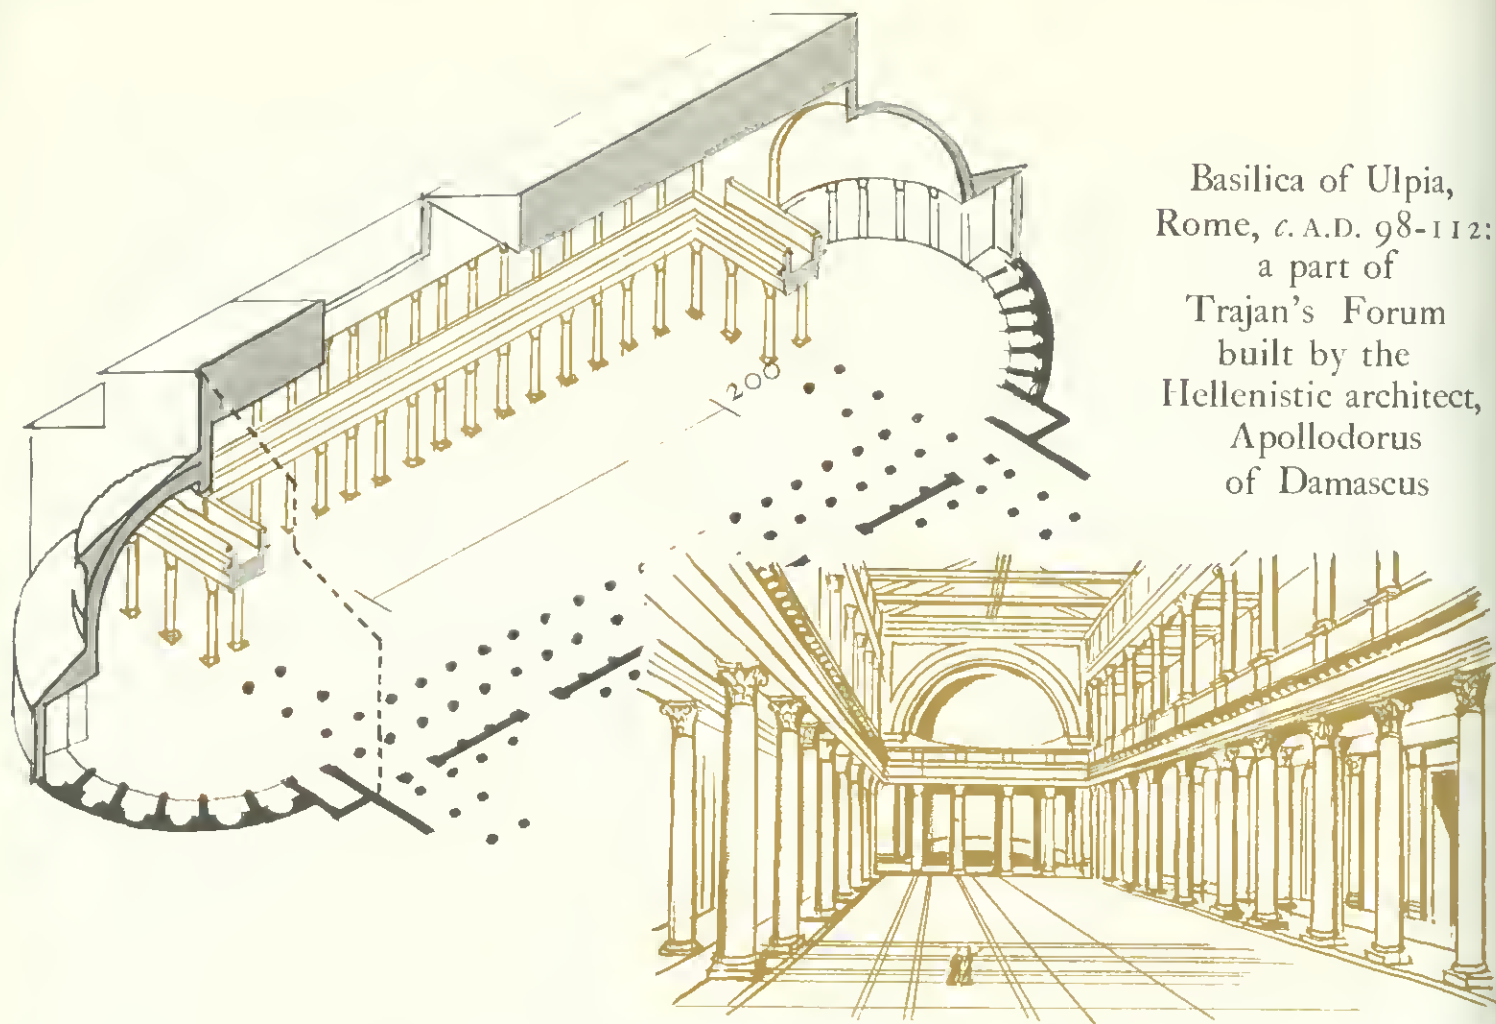 Basilica of Ulpia,
Rome, c. A.D. 98-112:
a part of
Trajan's Forum
built by the
Hellenistic architect,
Apollodorus
of Damascus
200